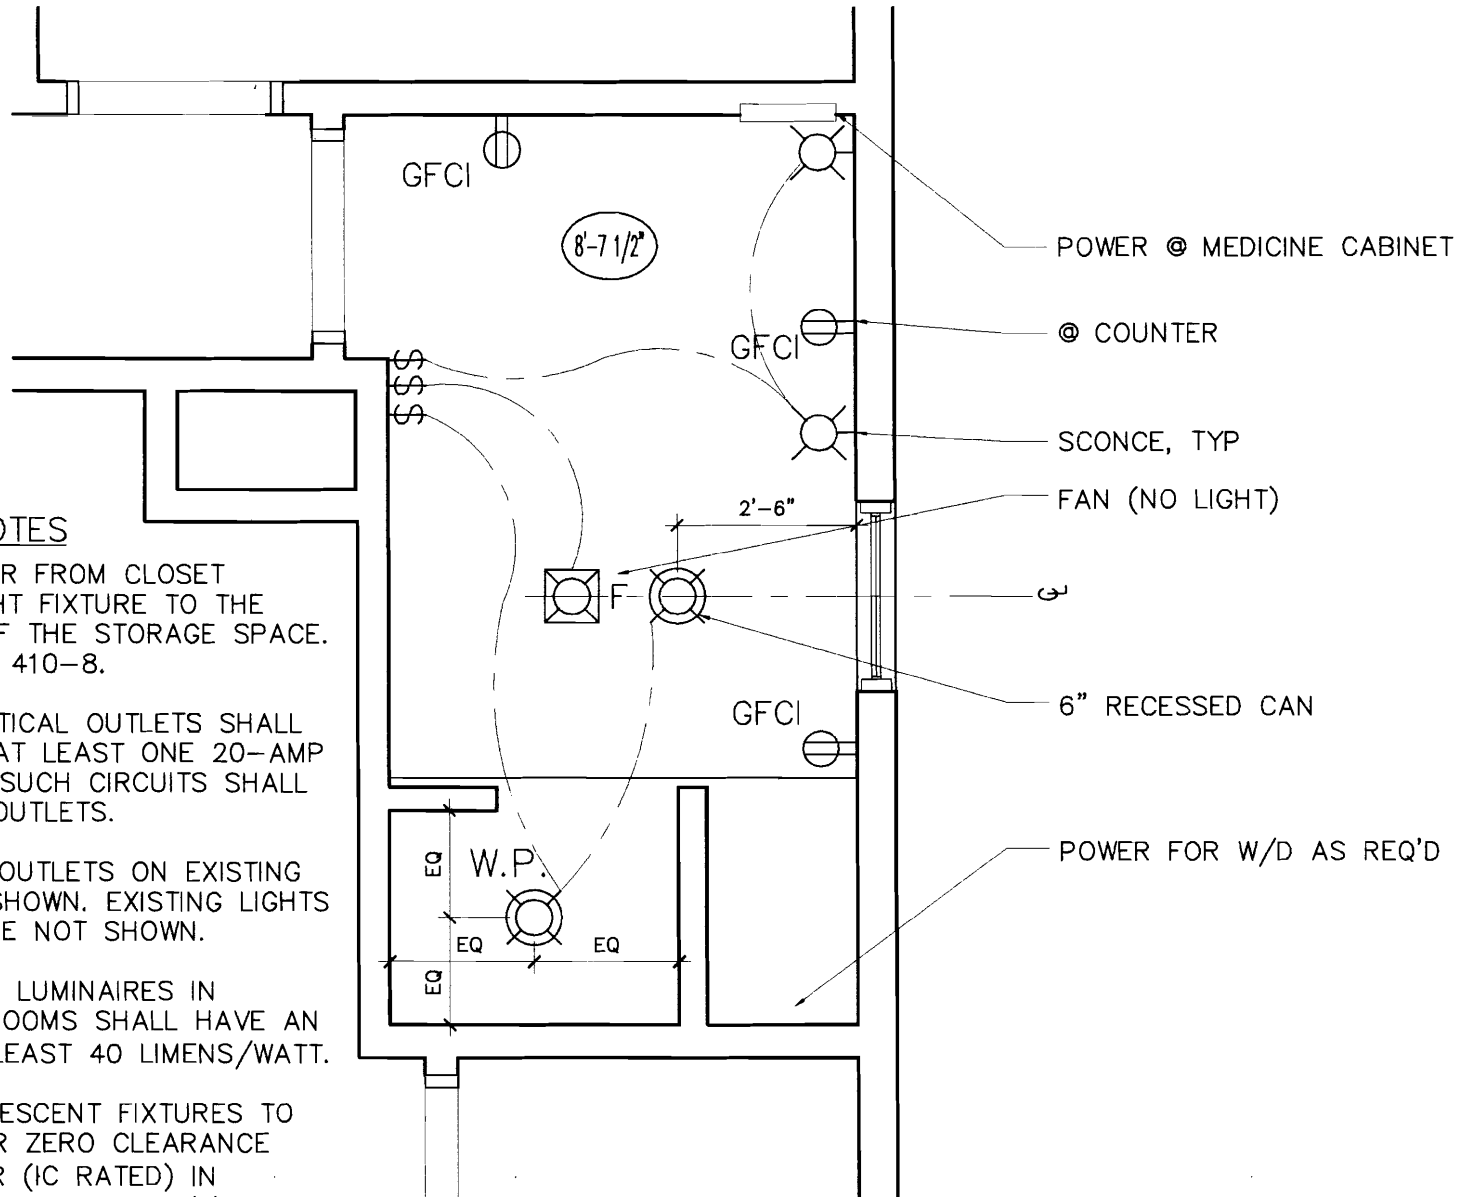 GFCI
8'-7 1/2"
POWER @ MEDICINE CABINET
GFCI
@ COUNTER
$
$
$
SCONCE, TYP
2'-6"
FAN (NO LIGHT)
F
℄
GFCI
6" RECESSED CAN
POWER FOR W/D AS REQ'D
EQ
W.P.
EQ
EQ
EQ
OTES
R FROM CLOSET
HT FIXTURE TO THE
F THE STORAGE SPACE.
410-8.
TICAL OUTLETS SHALL
AT LEAST ONE 20-AMP
SUCH CIRCUITS SHALL
OUTLETS.
OUTLETS ON EXISTING
SHOWN. EXISTING LIGHTS
E NOT SHOWN.
LUMINAIRES IN
OOMS SHALL HAVE AN
LEAST 40 LIMENS/WATT.
ESCENT FIXTURES TO
R ZERO CLEARANCE
R (IC RATED) IN